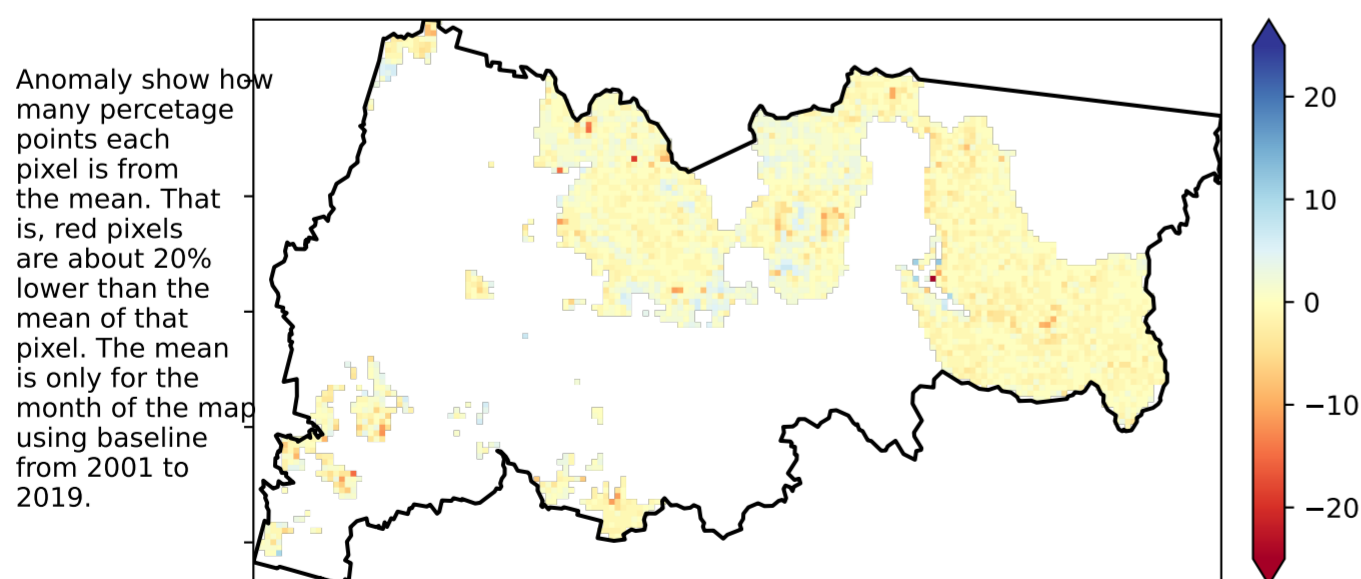 Anomaly show how
many percetage
points each
pixel is from
the mean. That
is, red pixels
are about 20%
lower than the
mean of that
pixel. The mean
is only for the
month of the map
using baseline
from 2001 to
2019.
20
10
0
−10
−20